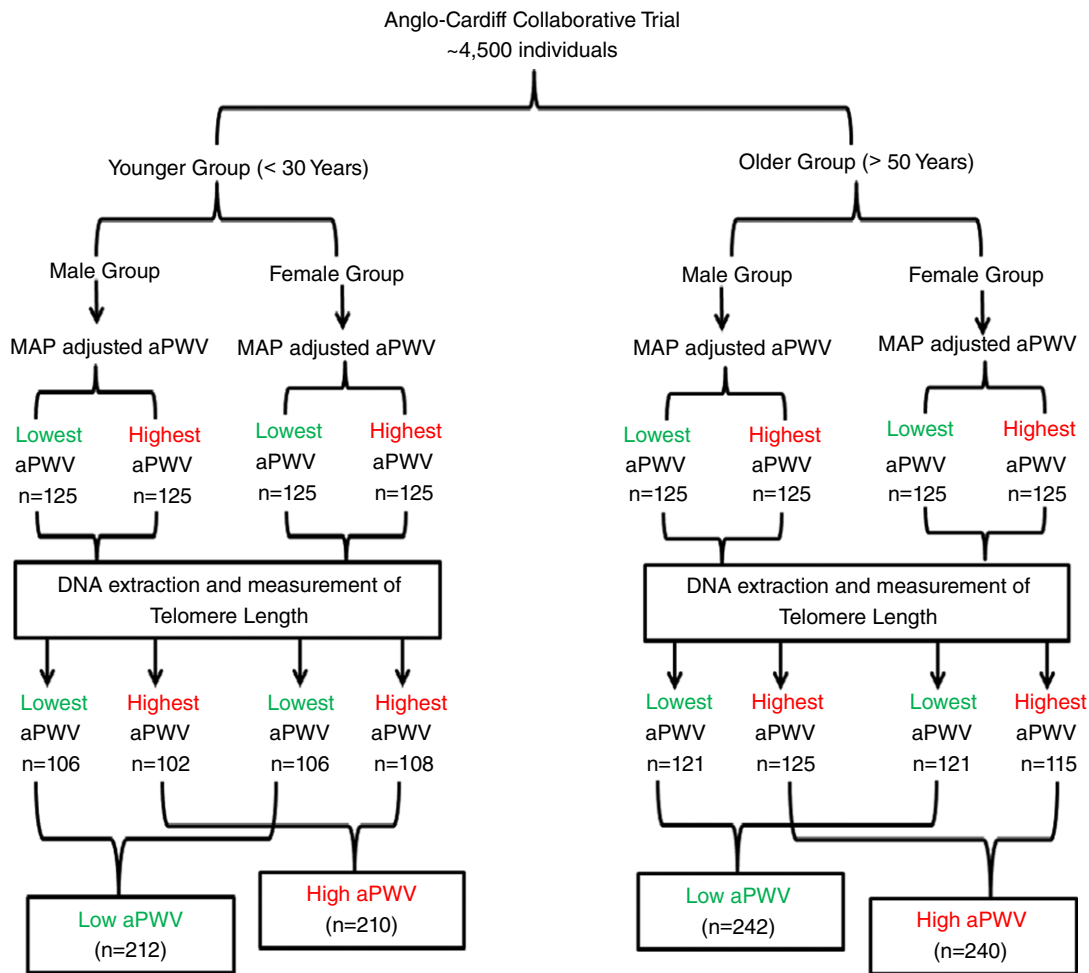 Anglo-Cardiff Collaborative Trial
~4,500 individuals
Younger Group (< 30 Years)
Older Group (> 50 Years)
Male Group
Female Group
Male Group
Female Group
MAP adjusted aPWV
MAP adjusted aPWV
MAP adjusted aPWV
MAP adjusted aPWV
Lowest
aPWV
n=125
Highest
aPWV
n=125
Lowest
aPWV
n=125
Highest
aPWV
n=125
Lowest
aPWV
n=125
Highest
aPWV
n=125
Lowest
aPWV
n=125
Highest
aPWV
n=125
DNA extraction and measurement of
Telomere Length
DNA extraction and measurement of
Telomere Length
Lowest
aPWV
n=106
Highest
aPWV
n=102
Lowest
aPWV
n=106
Highest
aPWV
n=108
Lowest
aPWV
n=121
Highest
aPWV
n=125
Lowest
aPWV
n=121
Highest
aPWV
n=115
Low aPWV
(n=212)
High aPWV
(n=210)
Low aPWV
(n=242)
High aPWV
(n=240)